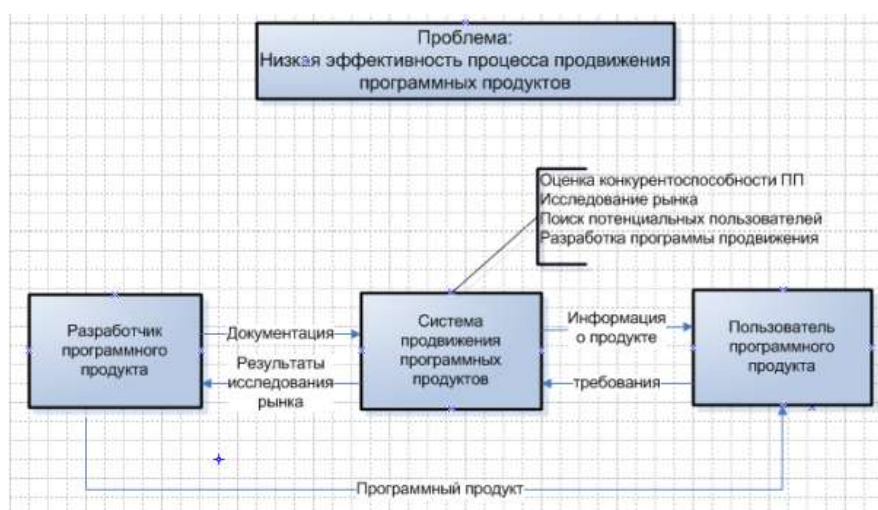 Проблема:
Низкая эффективность процесса продвижения
программных продуктов
Оценка конкурентоспособности ПП
Исследование рынка
Поиск потенциальных пользователей
Разработка программы продвижения
Разработчик
программного
продукта
Документация
Результаты
исследования
рынка
Система
продвижения
программных
продуктов
Информация
о продукте
требования
Пользователь
программного
продукта
Программный продукт